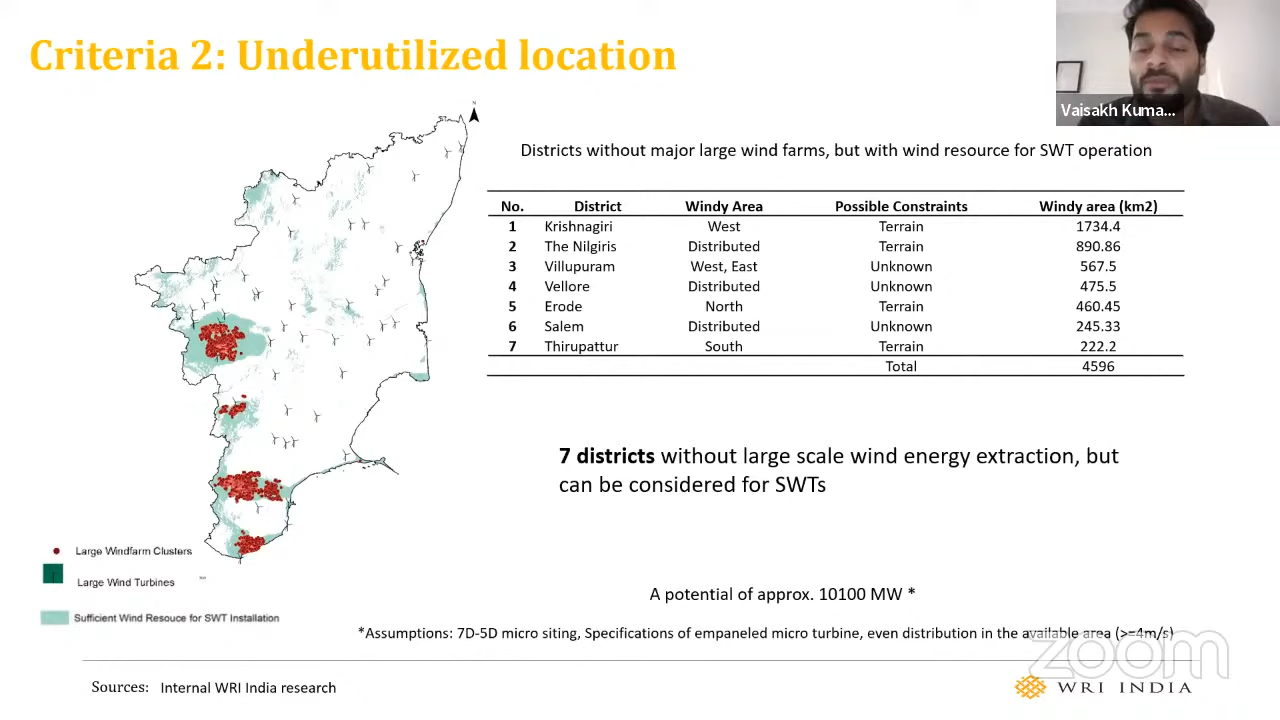 Criteria 2: Underutilized location
Vaisakh Kuma...
N
Districts without major large wind farms, but with wind resource for SWT operation
No. District Windy Area Possible Constraints Windy area (km2)
1 Krishnagiri West Terrain 1734.4
2 The Nilgiris Distributed Terrain 890.86
3 Villupuram West, East Unknown 567.5
4 Vellore Distributed Unknown 475.5
5 Erode North Terrain 460.45
6 Salem Distributed Unknown 245.33
7 Thirupattur South Terrain 222.2
Total 4596
7 districts without large scale wind energy extraction, but
can be considered for SWTs
Large Windfarm Clusters
Large Wind Turbines
Sufficient Wind Resouce for SWT Installation
A potential of approx. 10100 MW *
*Assumptions: 7D-5D micro siting, Specifications of empaneled micro turbine, even distribution in the available area (>=4m/s)
zoom
Sources: Internal WRI India research
WRI INDIA